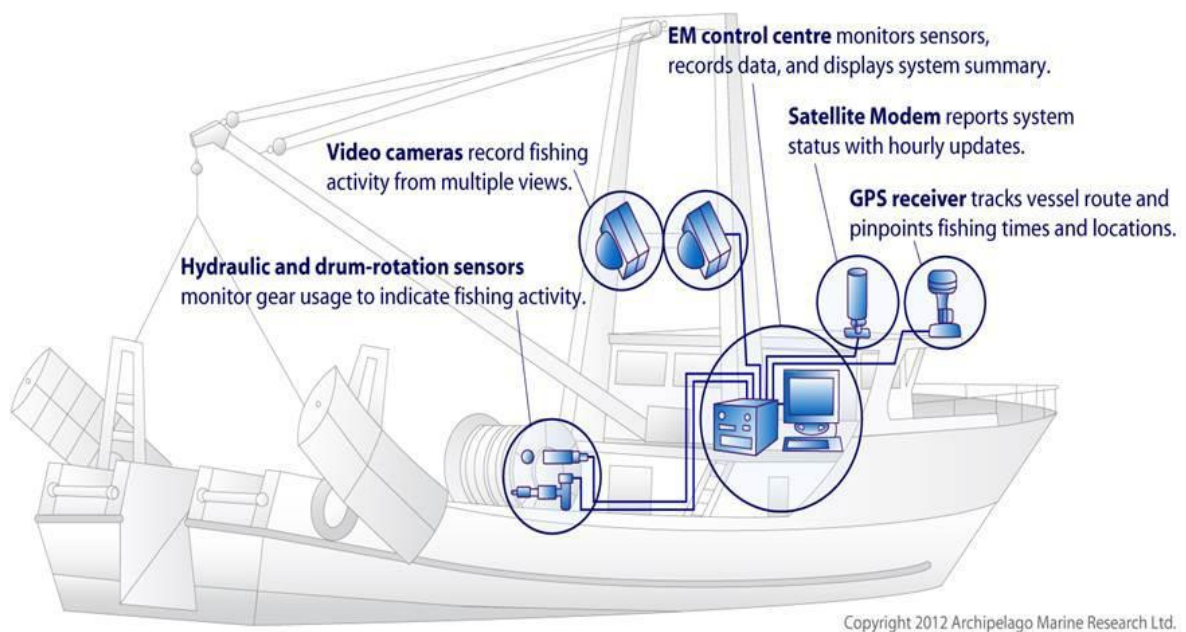 EM control centre monitors sensors,
records data, and displays system summary.
Satellite Modem reports system
status with hourly updates.
Video cameras record fishing
activity from multiple views.
GPS receiver tracks vessel route and
pinpoints fishing times and locations.
Hydraulic and drum-rotation sensors
monitor gear usage to indicate fishing activity.
Copyright 2012 Archipelago Marine Research Ltd.